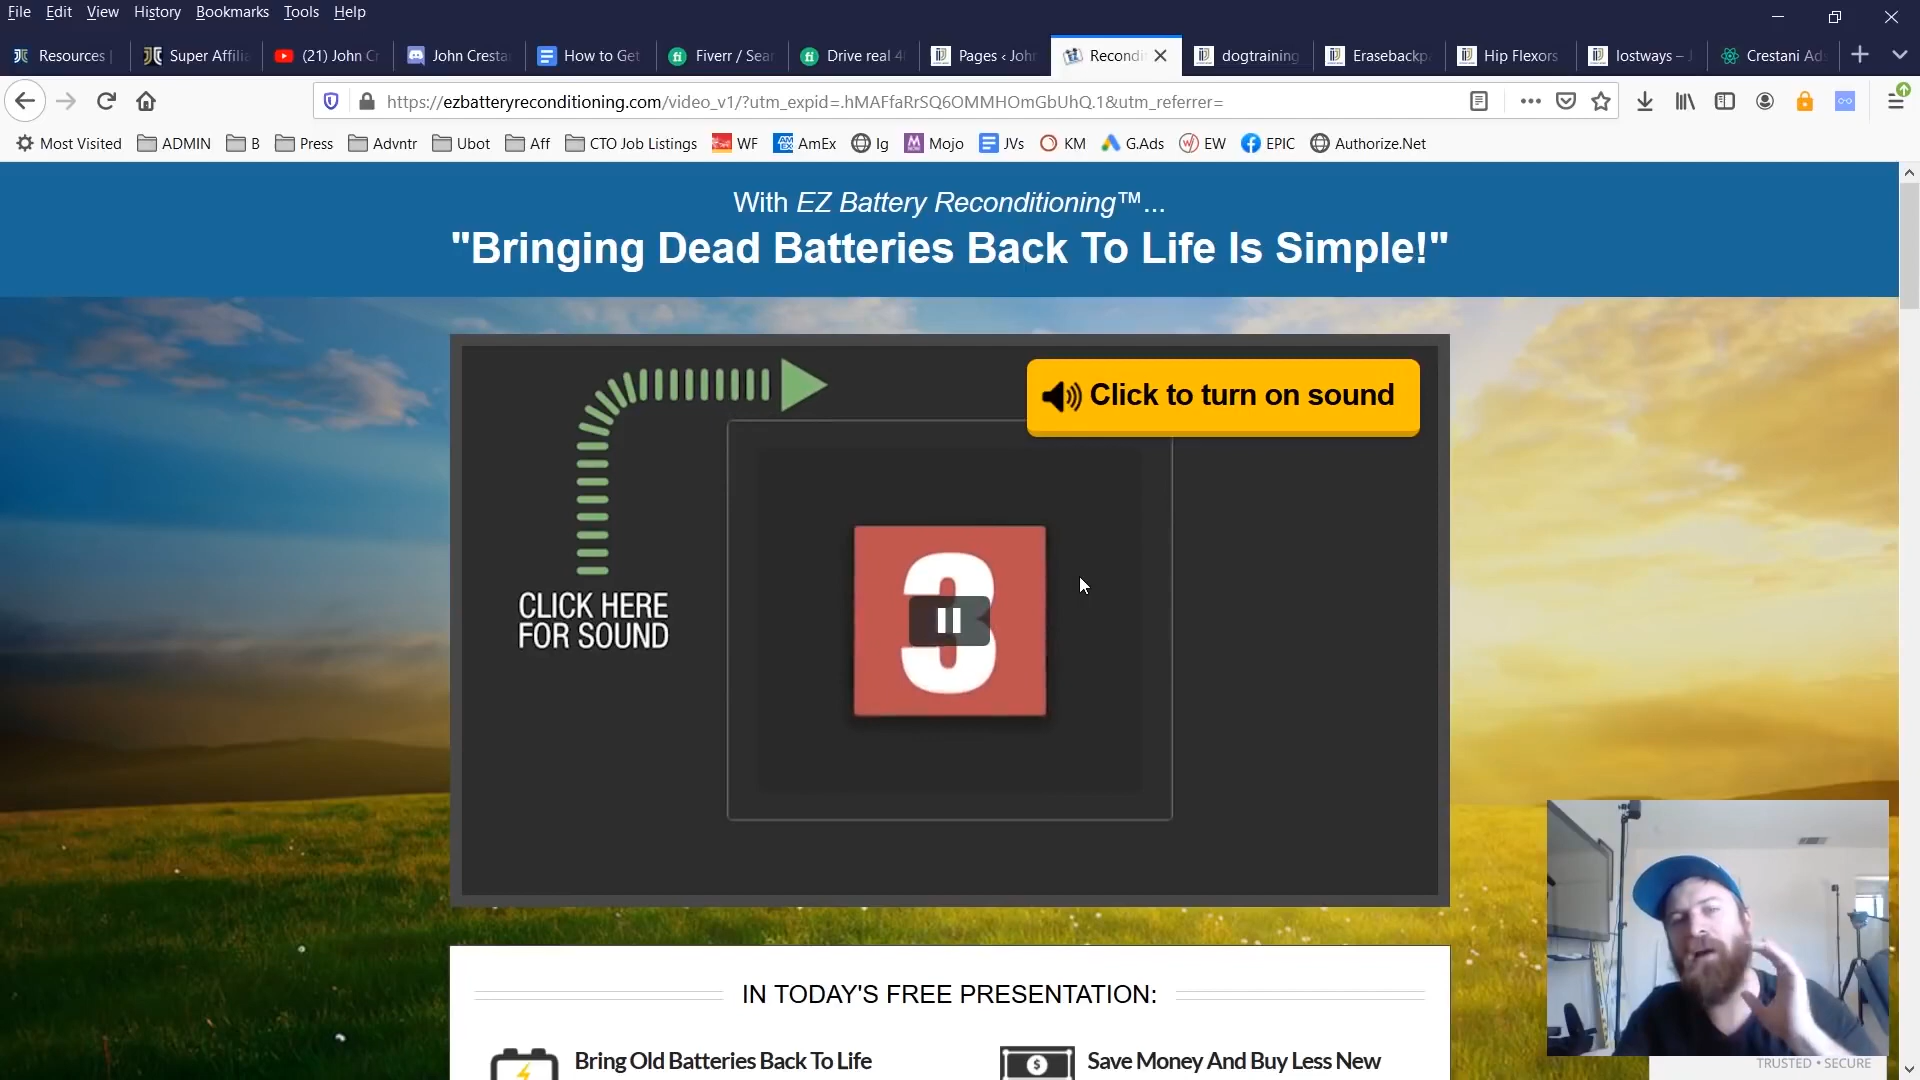 File Edit View History Tools Help
Resources
Super Affilia
(21) John Cr
John Cresta
How to Get
Fiverr / Sear
Drive real 4
Pages ‹ Joh
Recondi
dogtraining
Erasebackp
Hip Flexors
lostways –
Crestani Ad
https://ezbatteryreconditioning.com/video_v1/?utm_expid=.hMAFfaRrSQ6OMMHOmGbUhQ.1&utm_referrer=
Most Visited ADMIN B Press Advntr Ubot Aff CTO Job Listings WF AmEx Ig Mojo JVs KM G.Ads EW EPIC Authorize.Net
With EZ Battery Reconditioning™...
"Bringing Dead Batteries Back To Life Is Simple!"
Click to turn on sound
CLICK HERE
FOR SOUND
3
IN TODAY'S FREE PRESENTATION:
Bring Old Batteries Back To Life
Save Money And Buy Less New
TRUSTED • SECURE